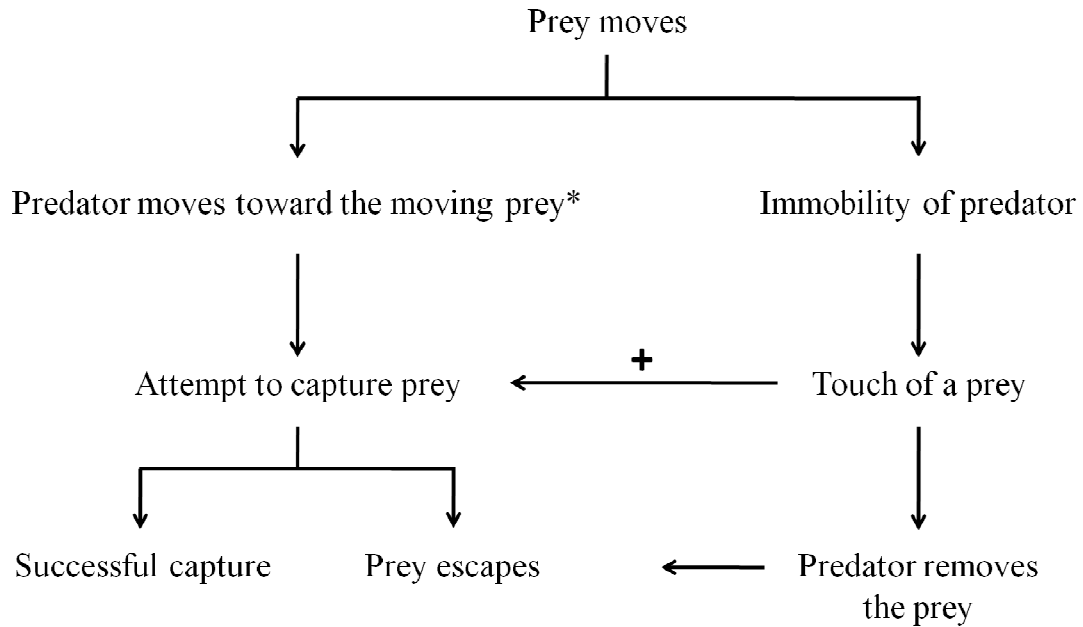 Prey moves
Predator moves toward the moving prey*
Immobility of predator
Attempt to capture prey
+
Touch of a prey
Successful capture
Prey escapes
Predator removes
the prey